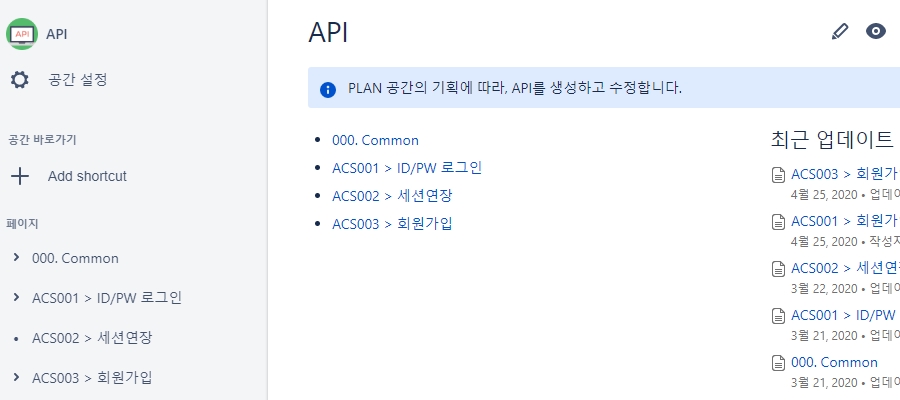 API
API
공간 설정
공간 바로가기
Add shortcut
페이지
000. Common
ACS001 > ID/PW 로그인
ACS002 > 세션연장
ACS003 > 회원가입
API
PLAN 공간의 기획에 따라, API를 생성하고 수정합니다.
000. Common
ACS001 > ID/PW 로그인
ACS002 > 세션연장
ACS003 > 회원가입
최근 업데이트
ACS003 > 회원가
4월 25, 2020 • 업데이
ACS001 > 회원가
4월 25, 2020 • 작성자
ACS002 > 세션연
3월 22, 2020 • 업데이
ACS001 > ID/PW
3월 21, 2020 • 업데이
000. Common
3월 21, 2020 • 업데이